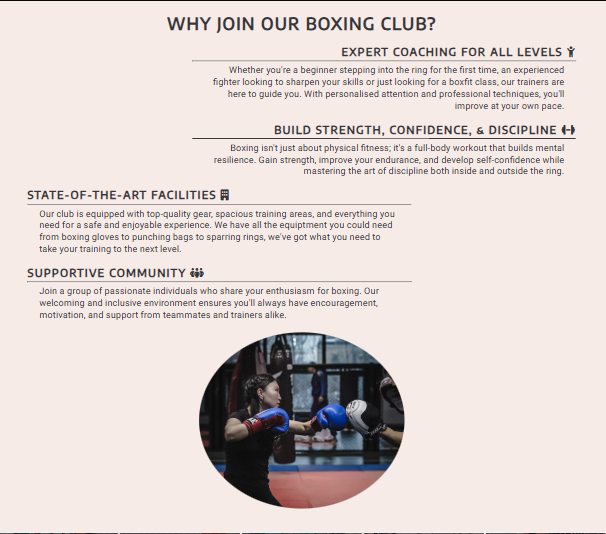 WHY JOIN OUR BOXING CLUB?
EXPERT COACHING FOR ALL LEVELS
Whether you're a beginner stepping into the ring for the first time, an experienced
fighter looking to sharpen your skills or just looking for a boxfit class, our trainers are
here to guide you. With personalised attention and professional techniques, you'll
improve at your own pace.
BUILD STRENGTH, CONFIDENCE, & DISCIPLINE
Boxing isn't just about physical fitness; it's a full-body workout that builds mental
resilience. Gain strength, improve your endurance, and develop self-confidence while
mastering the art of discipline both inside and outside the ring.
STATE-OF-THE-ART FACILITIES
Our club is equipped with top-quality gear, spacious training areas, and everything you
need for a safe and enjoyable experience. We have all the equiptment you could need
from boxing gloves to punching bags to sparring rings, we've got what you need to
take your training to the next level.
SUPPORTIVE COMMUNITY
Join a group of passionate individuals who share your enthusiasm for boxing. Our
welcoming and inclusive environment ensures you'll always have encouragement,
motivation, and support from teammates and trainers alike.